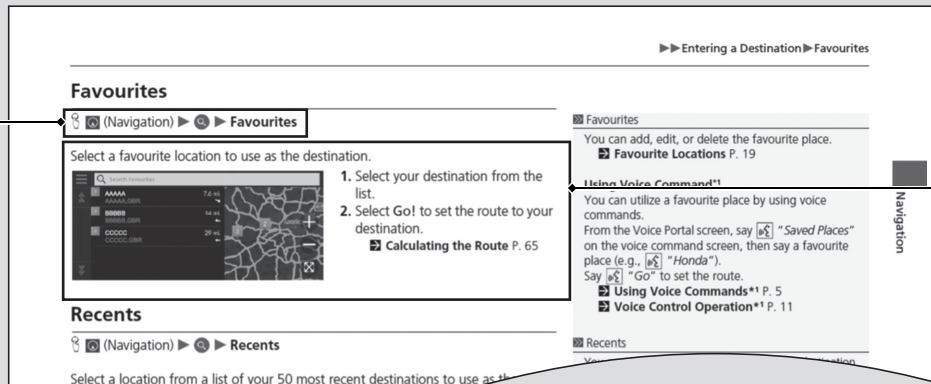 ▶▶Entering a Destination▶Favourites
Favourites
(Navigation) ▶ ▶ Favourites
Select a favourite location to use as the destination.
Search Favourites
AAAAA 7.6 mi
AAAAA,GBR
BBBBB 14 mi
BBBBB,GBR
CCCCC 29 mi
CCCCC,GBR
1. Select your destination from the
list.
2. Select Go! to set the route to your
destination.
Calculating the Route P. 65
Recents
(Navigation) ▶ ▶ Recents
Select a location from a list of your 50 most recent destinations to use as
Favourites
You can add, edit, or delete the favourite place.
Favourite Locations P. 19
Using Voice Command*1
You can utilize a favourite place by using voice
commands.
From the Voice Portal screen, say "Saved Places"
on the voice command screen, then say a favourite
place (e.g., "Honda").
Say "Go" to set the route.
Using Voice Commands*1 P. 5
Voice Control Operation*1 P. 11
Recents
Navigation